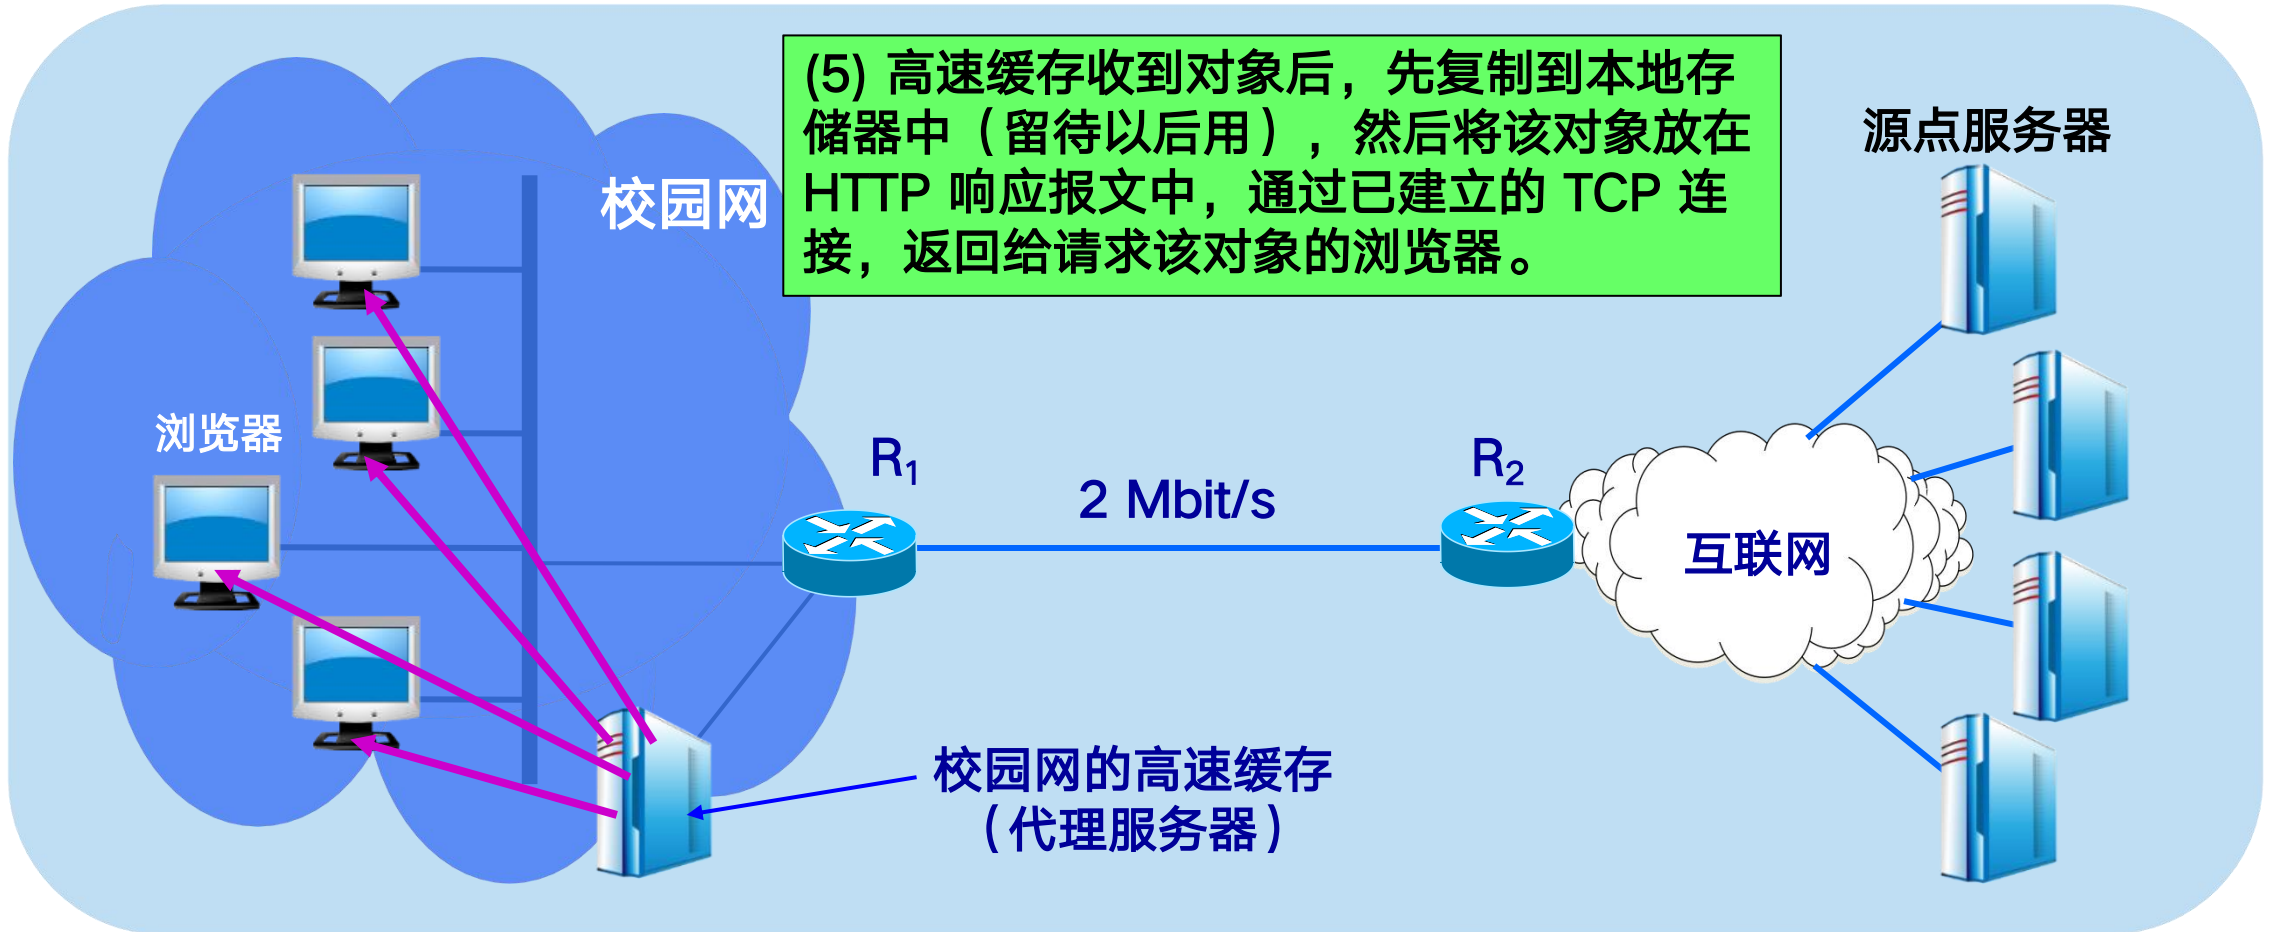 (5) 高速缓存收到对象后，先复制到本地存
储器中（留待以后用），然后将该对象放在
HTTP 响应报文中，通过已建立的 TCP 连
接，返回给请求该对象的浏览器。
源点服务器
校园网
浏览器
R₁
2 Mbit/s
R₂
互联网
校园网的高速缓存
（代理服务器）